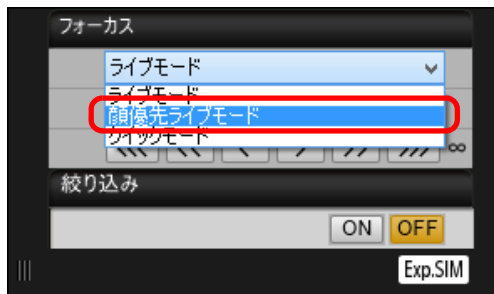 フォーカス
ライブモード
ライブモード
顔優先ライブモード
クイックモード
<<< << < > >> >>> ∞
絞り込み
ON OFF
Exp.SIM